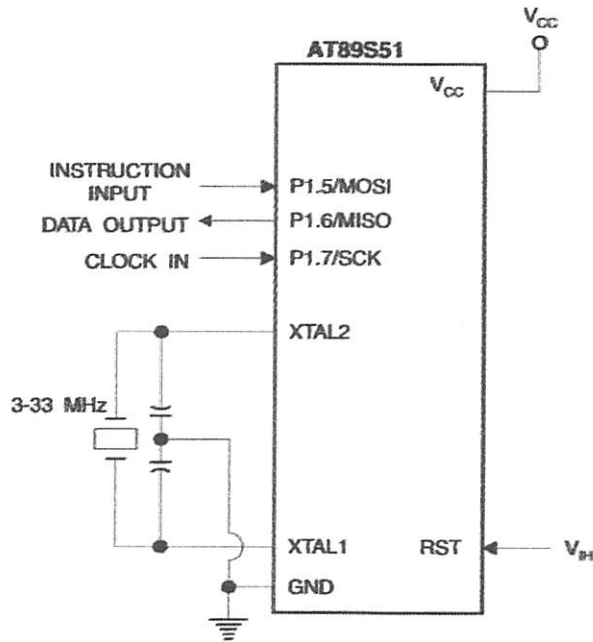 V_CC
AT89S51
V_CC
INSTRUCTION
INPUT
P1.5/MOSI
DATA OUTPUT
P1.6/MISO
CLOCK IN
P1.7/SCK
XTAL2
3-33 MHz
XTAL1
RST
V_IH
GND